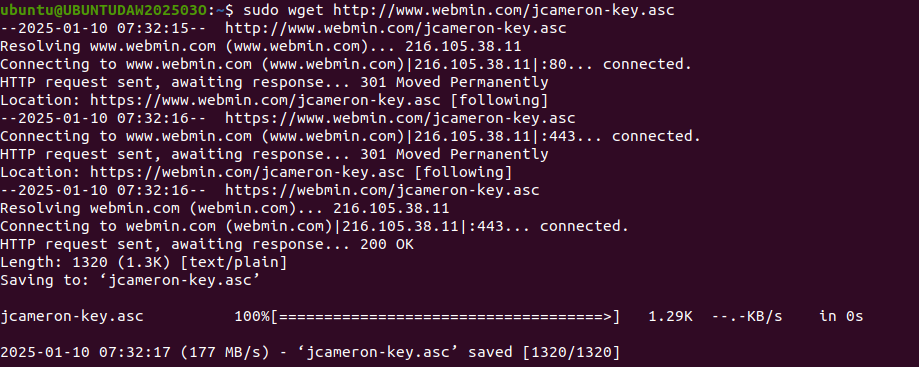 ubuntu@UBUNTUDAW202503O:~$ sudo wget http://www.webmin.com/jcameron-key.asc
--2025-01-10 07:32:15--  http://www.webmin.com/jcameron-key.asc
Resolving www.webmin.com (www.webmin.com)... 216.105.38.11
Connecting to www.webmin.com (www.webmin.com)|216.105.38.11|:80... connected.
HTTP request sent, awaiting response... 301 Moved Permanently
Location: https://www.webmin.com/jcameron-key.asc [following]
--2025-01-10 07:32:16--  https://www.webmin.com/jcameron-key.asc
Connecting to www.webmin.com (www.webmin.com)|216.105.38.11|:443... connected.
HTTP request sent, awaiting response... 301 Moved Permanently
Location: https://webmin.com/jcameron-key.asc [following]
--2025-01-10 07:32:16--  https://webmin.com/jcameron-key.asc
Resolving webmin.com (webmin.com)... 216.105.38.11
Connecting to webmin.com (webmin.com)|216.105.38.11|:443... connected.
HTTP request sent, awaiting response... 200 OK
Length: 1320 (1.3K) [text/plain]
Saving to: ‘jcameron-key.asc’
jcameron-key.asc          100%[====================================>]   1.29K  --.-KB/s    in 0s
2025-01-10 07:32:17 (177 MB/s) - ‘jcameron-key.asc’ saved [1320/1320]